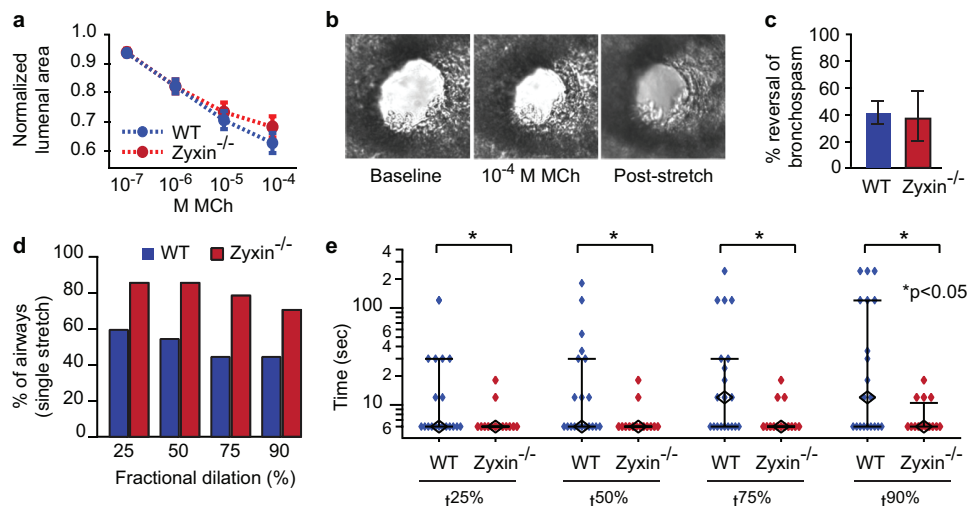 a
Normalized
lumenal area
1.0
0.9
0.8
0.7
0.6
WT
Zyxin⁻/⁻
10⁻⁷ 10⁻⁶ 10⁻⁵ 10⁻⁴
M MCh
b
Baseline 10⁻⁴ M MCh Post-stretch
c
% reversal of
bronchospasm
100
80
60
40
20
0
WT Zyxin⁻/⁻
d
WT Zyxin⁻/⁻
% of airways
(single stretch)
100
80
60
40
20
0
25 50 75 90
Fractional dilation (%)
e
* * * *
*p<0.05
Time (sec)
4
2
100
4
2
10
6
WT Zyxin⁻/⁻ WT Zyxin⁻/⁻ WT Zyxin⁻/⁻ WT Zyxin⁻/⁻
t25% t50% t75% t90%